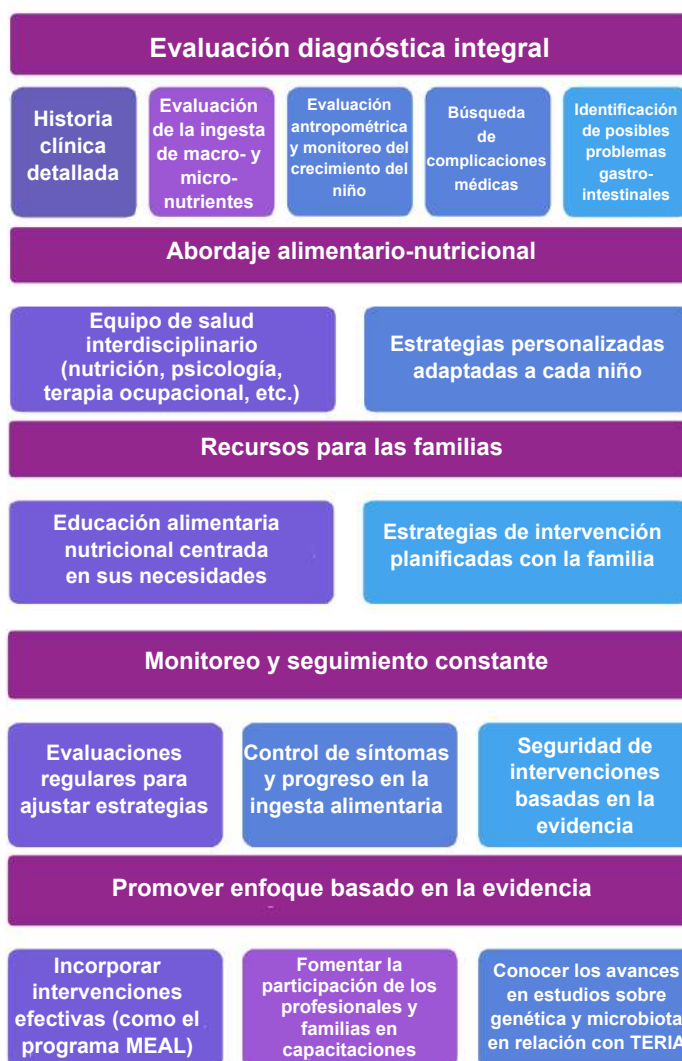 Evaluación diagnóstica integral
Historia
clínica
detallada
Evaluación
de la ingesta
de macro- y
micro-
nutrientes
Evaluación
antropométrica
y monitoreo del
crecimiento del
niño
Búsqueda
de
complicaciones
médicas
Identificación
de posibles
problemas
gastro-
intestinales
Abordaje alimentario-nutricional
Equipo de salud
interdisciplinario
(nutrición, psicología,
terapia ocupacional, etc.)
Estrategias personalizadas
adaptadas a cada niño
Recursos para las familias
Educación alimentaria
nutricional centrada
en sus necesidades
Estrategias de intervención
planificadas con la familia
Monitoreo y seguimiento constante
Evaluaciones
regulares para
ajustar estrategias
Control de síntomas
y progreso en la
ingesta alimentaria
Seguridad de
intervenciones
basadas en la
evidencia
Promover enfoque basado en la evidencia
Incorporar
intervenciones
efectivas (como el
programa MEAL)
Fomentar la
participación de los
profesionales y
familias en
capacitaciones
Conocer los avances
en estudios sobre
genética y microbiota
en relación con TERIA